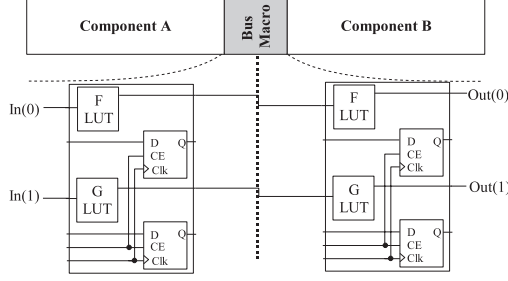 Component A
Bus Macro
Component B
In(0)
F
LUT
D
Q
CE
Clk
In(1)
G
LUT
D
Q
CE
Clk
F
LUT
Out(0)
D
Q
CE
Clk
G
LUT
Out(1)
D
Q
CE
Clk